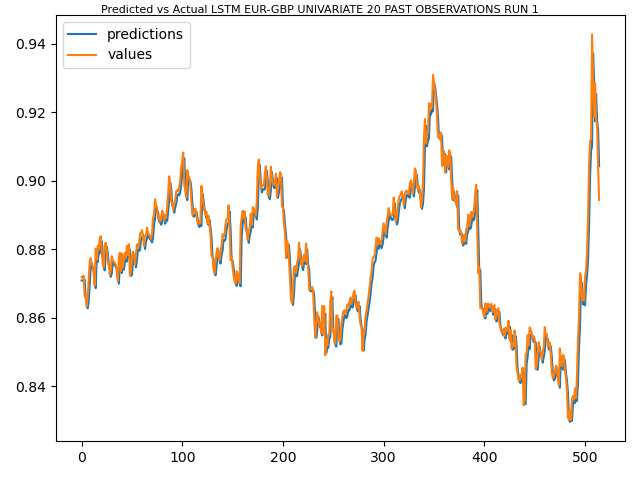 Predicted vs Actual LSTM EUR-GBP UNIVARIATE 20 PAST OBSERVATIONS RUN 1
predictions
values
0.94
0.92
0.90
0.88
0.86
0.84
0 100 200 300 400 500